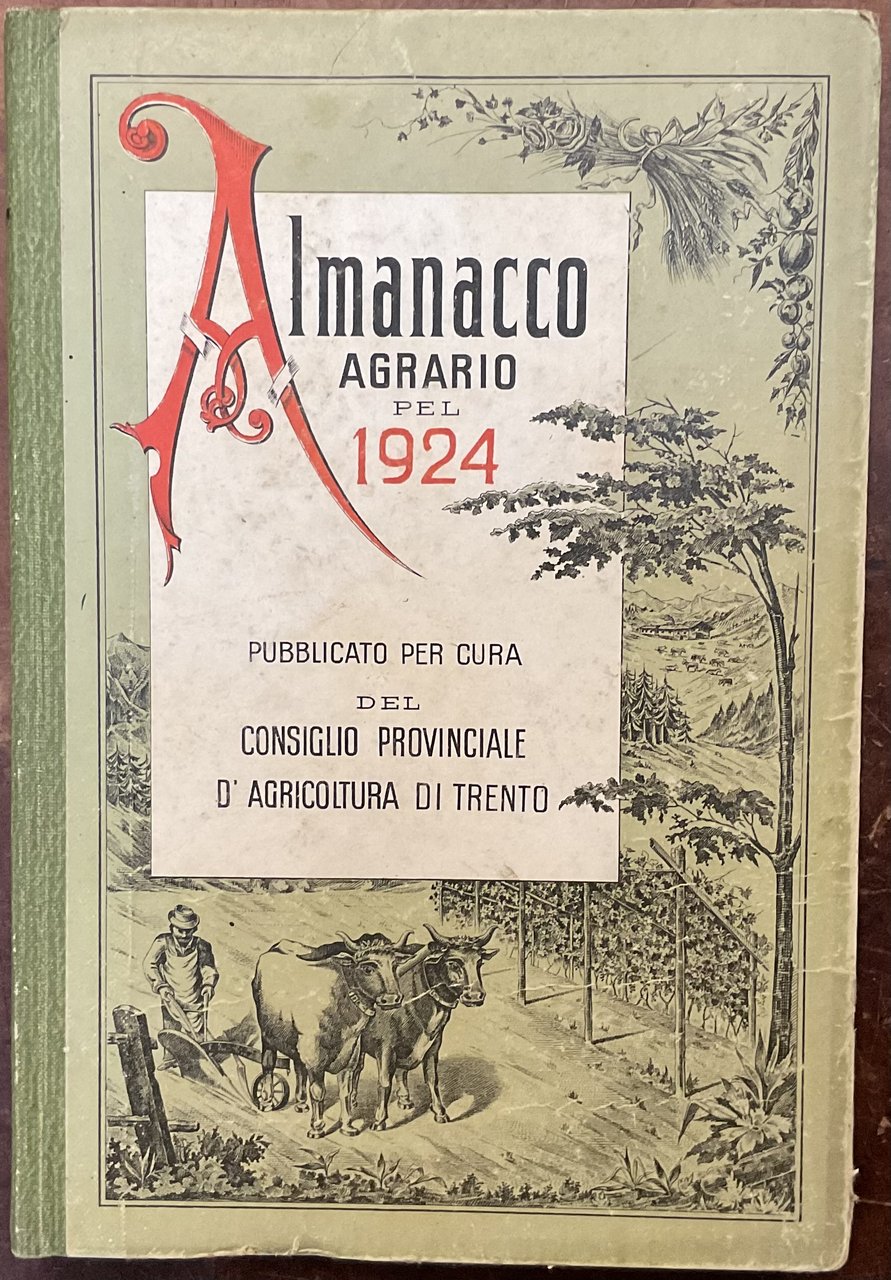 Almanacco
AGRARIO
PEL
1924
PUBBLICATO PER CURA
DEL
CONSIGLIO PROVINCIALE
D' AGRICOLTURA DI TRENTO